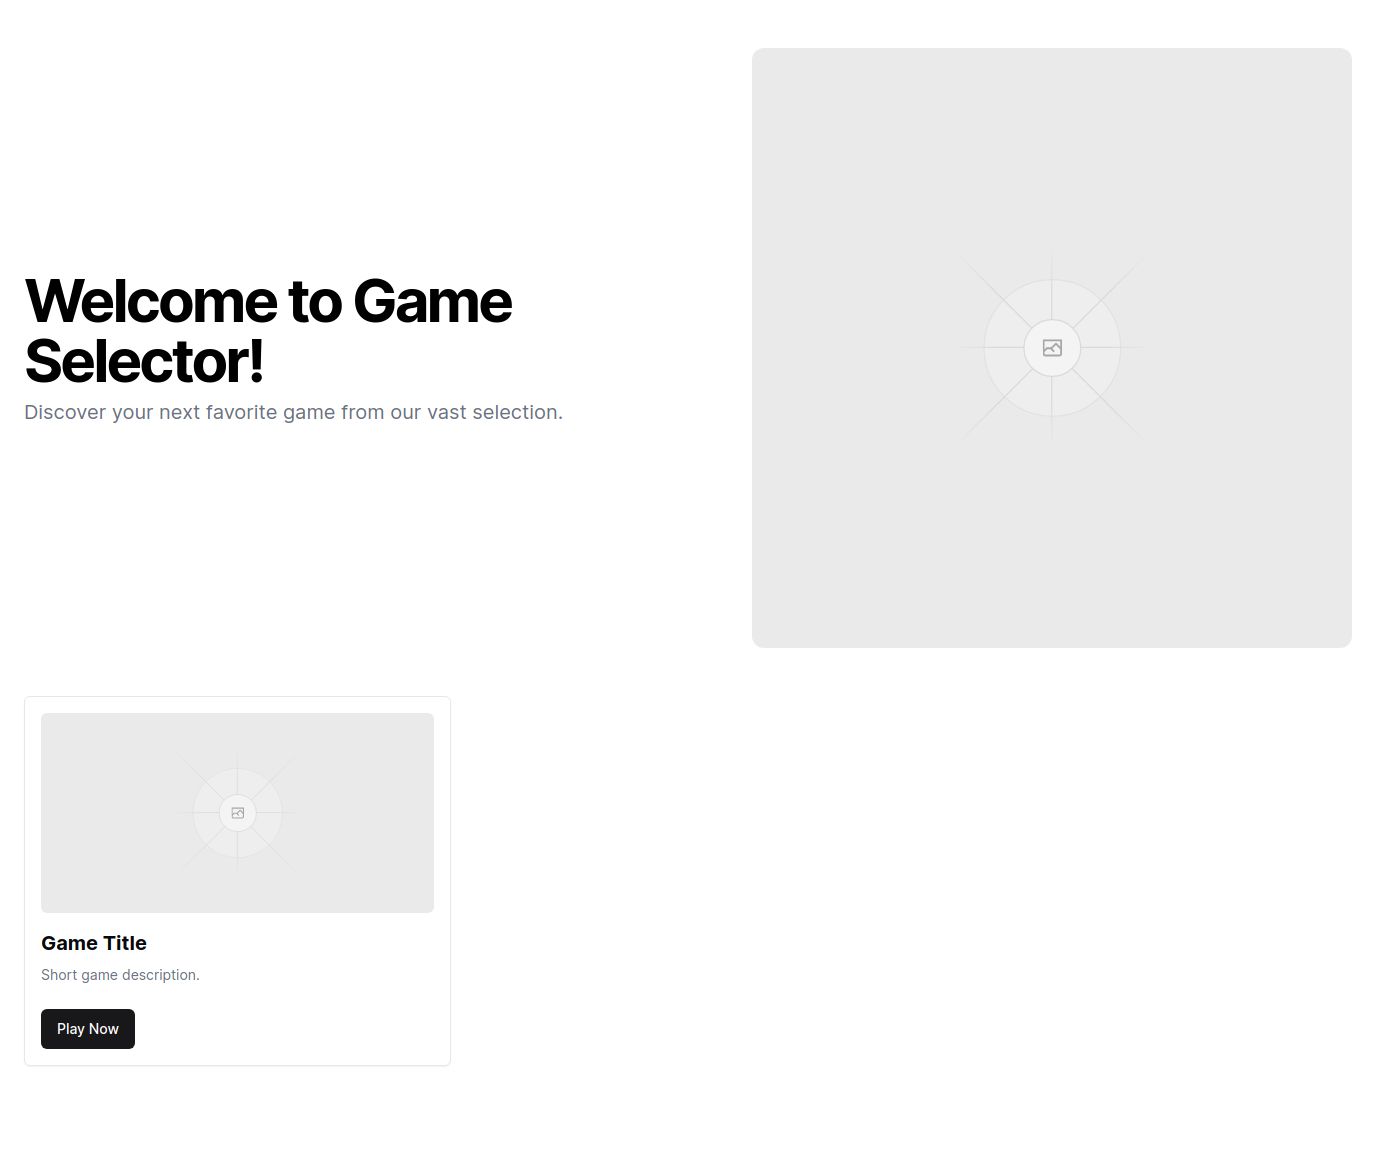 Welcome to Game
Selector!
Discover your next favorite game from our vast selection.
Game Title
Short game description.
Play Now